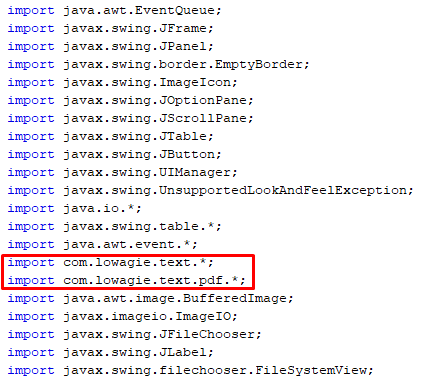 import java.awt.EventQueue;
import javax.swing.JFrame;
import javax.swing.JPanel;
import javax.swing.border.EmptyBorder;
import javax.swing.ImageIcon;
import javax.swing.JOptionPane;
import javax.swing.JScrollPane;
import javax.swing.JTable;
import javax.swing.JButton;
import javax.swing.UIManager;
import javax.swing.UnsupportedLookAndFeelException;
import java.io.*;
import javax.swing.table.*;
import java.awt.event.*;
import com.lowagie.text.*;
import com.lowagie.text.pdf.*;
import java.awt.image.BufferedImage;
import javax.imageio.ImageIO;
import javax.swing.JFileChooser;
import javax.swing.JLabel;
import javax.swing.filechooser.FileSystemView;